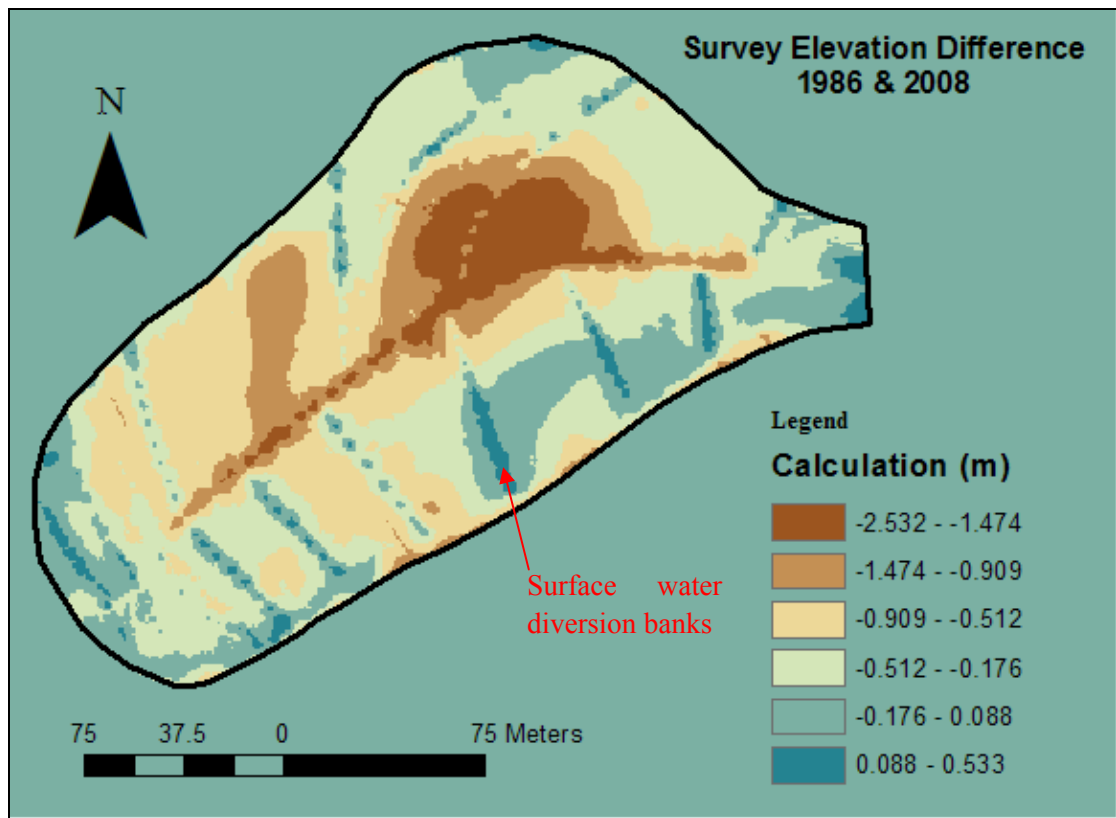 Survey Elevation Difference
1986 & 2008
N
Legend
Calculation (m)
-2.532 - -1.474
-1.474 - -0.909
-0.909 - -0.512
-0.512 - -0.176
-0.176 - 0.088
0.088 - 0.533
Surface water
diversion banks
75 37.5 0 75 Meters